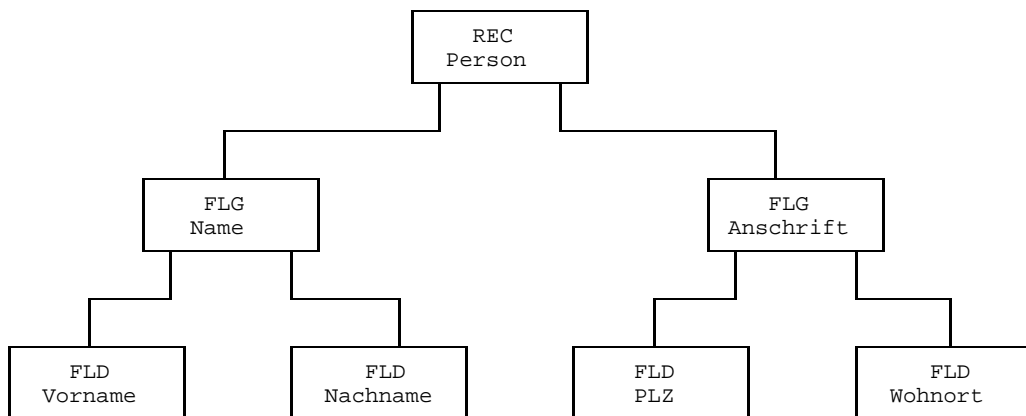 REC
Person
FLG
Name
FLG
Anschrift
FLD
Vorname
FLD
Nachname
FLD
PLZ
FLD
Wohnort